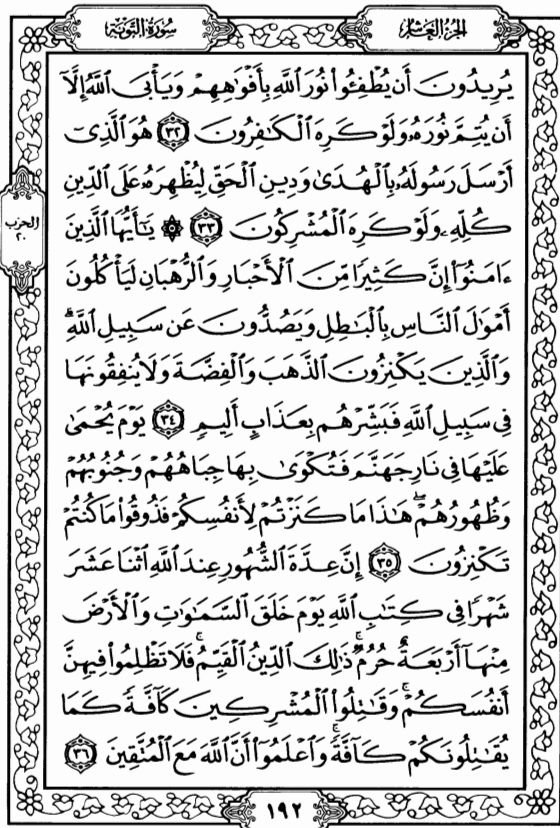 الجزء العاشر
سورة التوبة
يُرِيدُونَ أَن يُطْفِـُٔوا۟ نُورَ ٱللَّهِ بِأَفْوَٰهِهِمْ وَيَأْبَى ٱللَّهُ إِلَّآ
أَن يُتِمَّ نُورَهُۥ وَلَوْ كَرِهَ ٱلْكَـٰفِرُونَ ٣٢ هُوَ ٱلَّذِىٓ
أَرْسَلَ رَسُولَهُۥ بِٱلْهُدَىٰ وَدِينِ ٱلْحَقِّ لِيُظْهِرَهُۥ عَلَى ٱلدِّينِ
كُلِّهِۦ وَلَوْ كَرِهَ ٱلْمُشْرِكُونَ ٣٣ ۞ يَـٰٓأَيُّهَا ٱلَّذِينَ
الحزب
٢٠
ءَامَنُوٓا۟ إِنَّ كَثِيرًا مِّنَ ٱلْأَحْبَارِ وَٱلرُّهْبَانِ لَيَأْكُلُونَ
أَمْوَٰلَ ٱلنَّاسِ بِٱلْبَـٰطِلِ وَيَصُدُّونَ عَن سَبِيلِ ٱللَّهِ ۗ
وَٱلَّذِينَ يَكْنِزُونَ ٱلذَّهَبَ وَٱلْفِضَّةَ وَلَا يُنفِقُونَهَا
فِى سَبِيلِ ٱللَّهِ فَبَشِّرْهُم بِعَذَابٍ أَلِيمٍ ٣٤ يَوْمَ يُحْمَىٰ
عَلَيْهَا فِى نَارِ جَهَنَّمَ فَتُكْوَىٰ بِهَا جِبَاهُهُمْ وَجُنُوبُهُمْ
وَظُهُورُهُمْ ۖ هَـٰذَا مَا كَنَزْتُمْ لِأَنفُسِكُمْ فَذُوقُوا۟ مَا كُنتُمْ
تَكْنِزُونَ ٣٥ إِنَّ عِدَّةَ ٱلشُّهُورِ عِندَ ٱللَّهِ ٱثْنَا عَشَرَ
شَهْرًا فِى كِتَـٰبِ ٱللَّهِ يَوْمَ خَلَقَ ٱلسَّمَـٰوَٰتِ وَٱلْأَرْضَ
مِنْهَآ أَرْبَعَةٌ حُرُمٌ ۚ ذَٰلِكَ ٱلدِّينُ ٱلْقَيِّمُ ۚ فَلَا تَظْلِمُوا۟ فِيهِنَّ
أَنفُسَكُمْ ۚ وَقَـٰتِلُوا۟ ٱلْمُشْرِكِينَ كَآفَّةً كَمَا
يُقَـٰتِلُونَكُمْ كَآفَّةً ۚ وَٱعْلَمُوٓا۟ أَنَّ ٱللَّهَ مَعَ ٱلْمُتَّقِينَ ٣٦
١٩٢